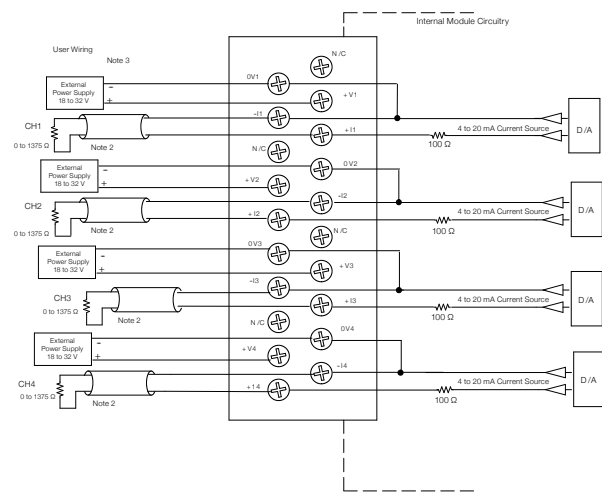 Internal Module Circuitry
User Wiring
Note 3
N/C
0V1
External
Power Supply
18 to 32 V
-
+
+V1
-I1
CH1
0 to 1375 Ω
Note 2
+I1
4 to 20 mA Current Source
100 Ω
D/A
N/C
0V2
External
Power Supply
18 to 32 V
-
+
+V2
-I2
CH2
0 to 1375 Ω
Note 2
+I2
4 to 20 mA Current Source
100 Ω
D/A
N/C
0V3
External
Power Supply
18 to 32 V
-
+
+V3
-I3
CH3
0 to 1375 Ω
Note 2
+I3
4 to 20 mA Current Source
100 Ω
D/A
N/C
0V4
External
Power Supply
18 to 32 V
-
+
+V4
-I4
CH4
0 to 1375 Ω
Note 2
+14
4 to 20 mA Current Source
100 Ω
D/A